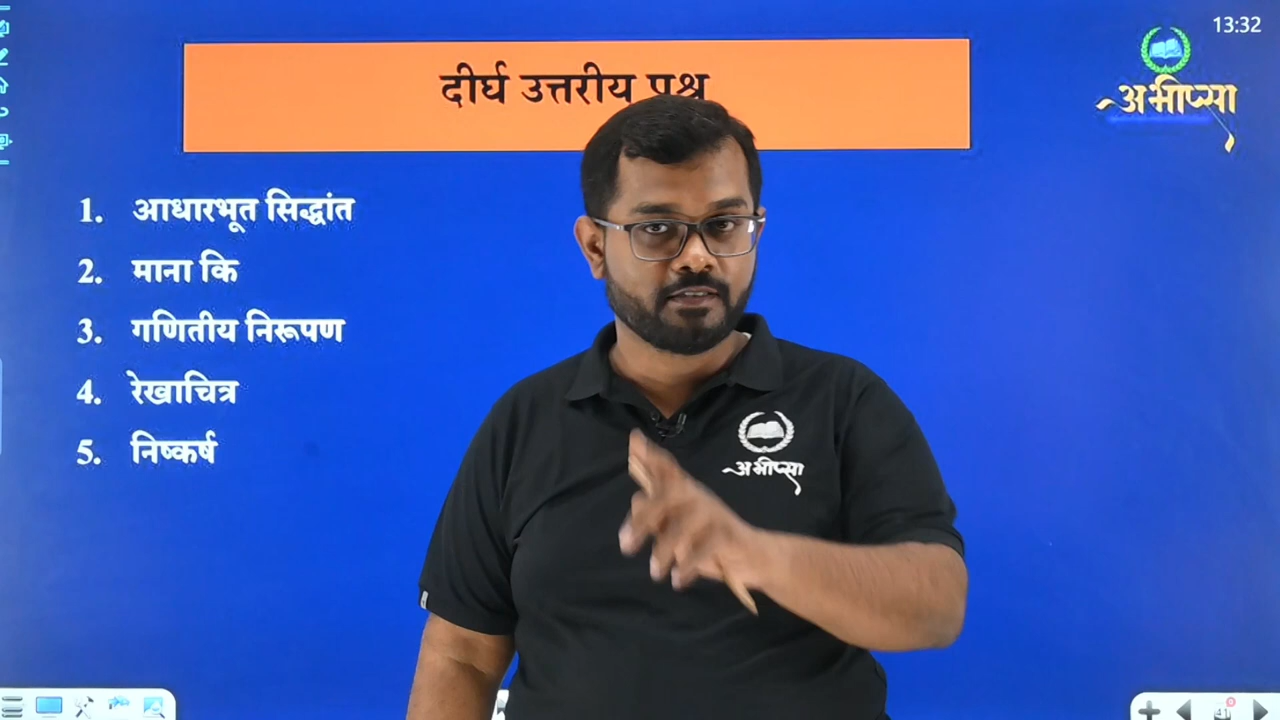 13:32
दीर्घ उत्तरीय प्रश्न
अभीप्सा
1. आधारभूत सिद्धांत
2. माना कि
3. गणितीय निरूपण
4. रेखाचित्र
5. निष्कर्ष
अभीप्सा